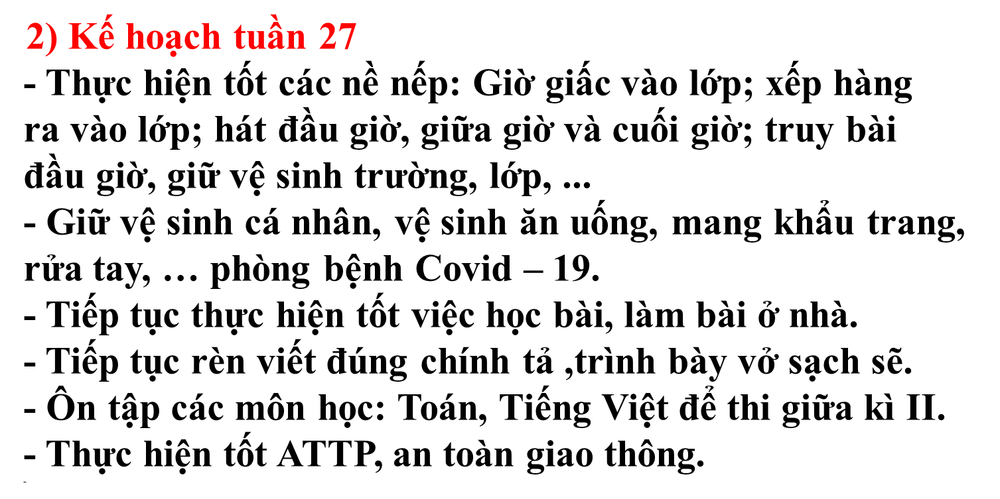 2) Kế hoạch tuần 27
- Thực hiện tốt các nề nếp: Giờ giấc vào lớp; xếp hàng
ra vào lớp; hát đầu giờ, giữa giờ và cuối giờ; truy bài
đầu giờ, giữ vệ sinh trường, lớp, ...
- Giữ vệ sinh cá nhân, vệ sinh ăn uống, mang khẩu trang,
rửa tay, … phòng bệnh Covid – 19.
- Tiếp tục thực hiện tốt việc học bài, làm bài ở nhà.
- Tiếp tục rèn viết đúng chính tả ,trình bày vở sạch sẽ.
- Ôn tập các môn học: Toán, Tiếng Việt để thi giữa kì II.
- Thực hiện tốt ATTP, an toàn giao thông.